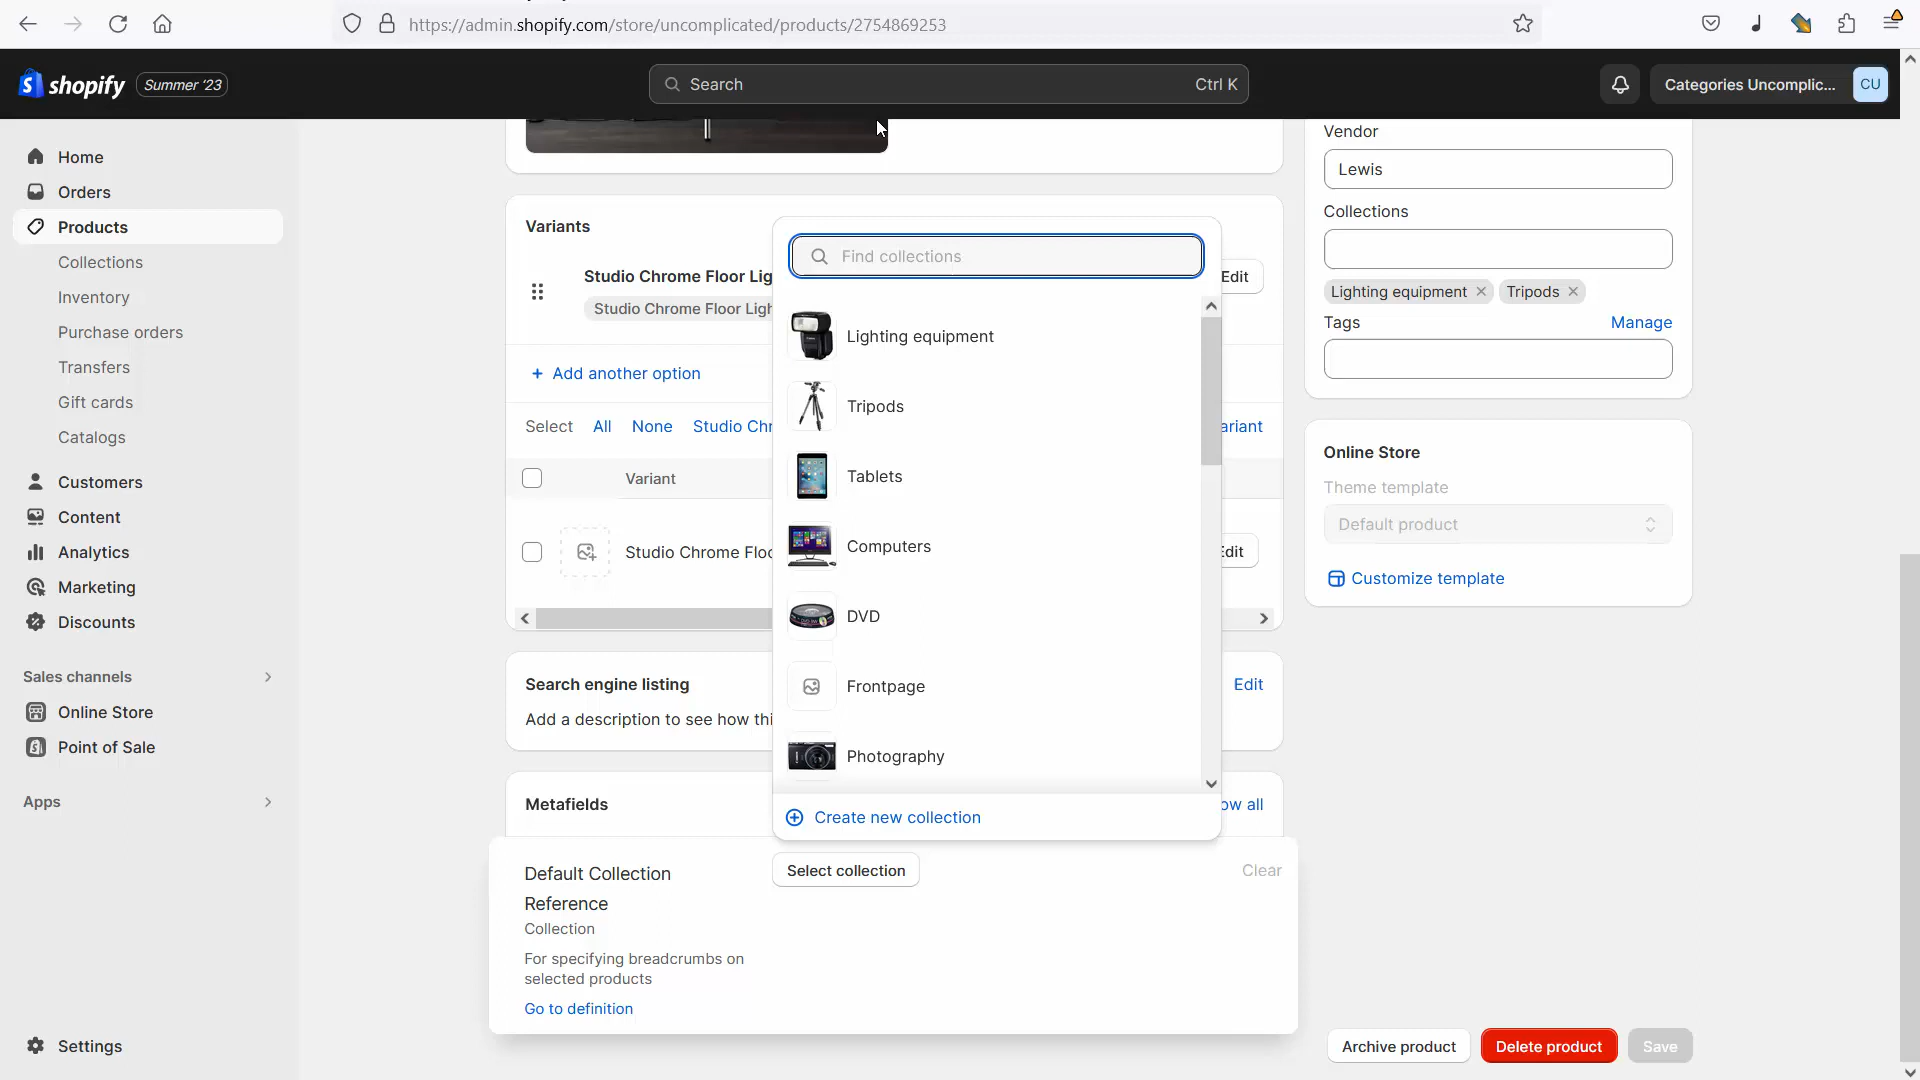 https://admin.shopify.com/store/uncomplicated/products/2754869253
shopify Summer '23
Search Ctrl K
Categories Uncomplic... CU
Home
Orders
Products
Collections
Inventory
Purchase orders
Transfers
Gift cards
Catalogs
Customers
Content
Analytics
Marketing
Discounts
Sales channels
Online Store
Point of Sale
Apps
Settings
Variants
Studio Chrome Floor Lig
Edit
Studio Chrome Floor Ligh
+ Add another option
Select All None Studio Chr
ariant
Variant
Studio Chrome Floo
Edit
Search engine listing
Edit
Add a description to see how thi
Metafields
ow all
Find collections
Lighting equipment
Tripods
Tablets
Computers
DVD
Frontpage
Photography
Create new collection
Default Collection
Reference
Collection
For specifying breadcrumbs on
selected products
Go to definition
Select collection
Clear
Vendor
Lewis
Collections
Lighting equipment Tripods
Tags Manage
Online Store
Theme template
Default product
Customize template
Archive product Delete product Save